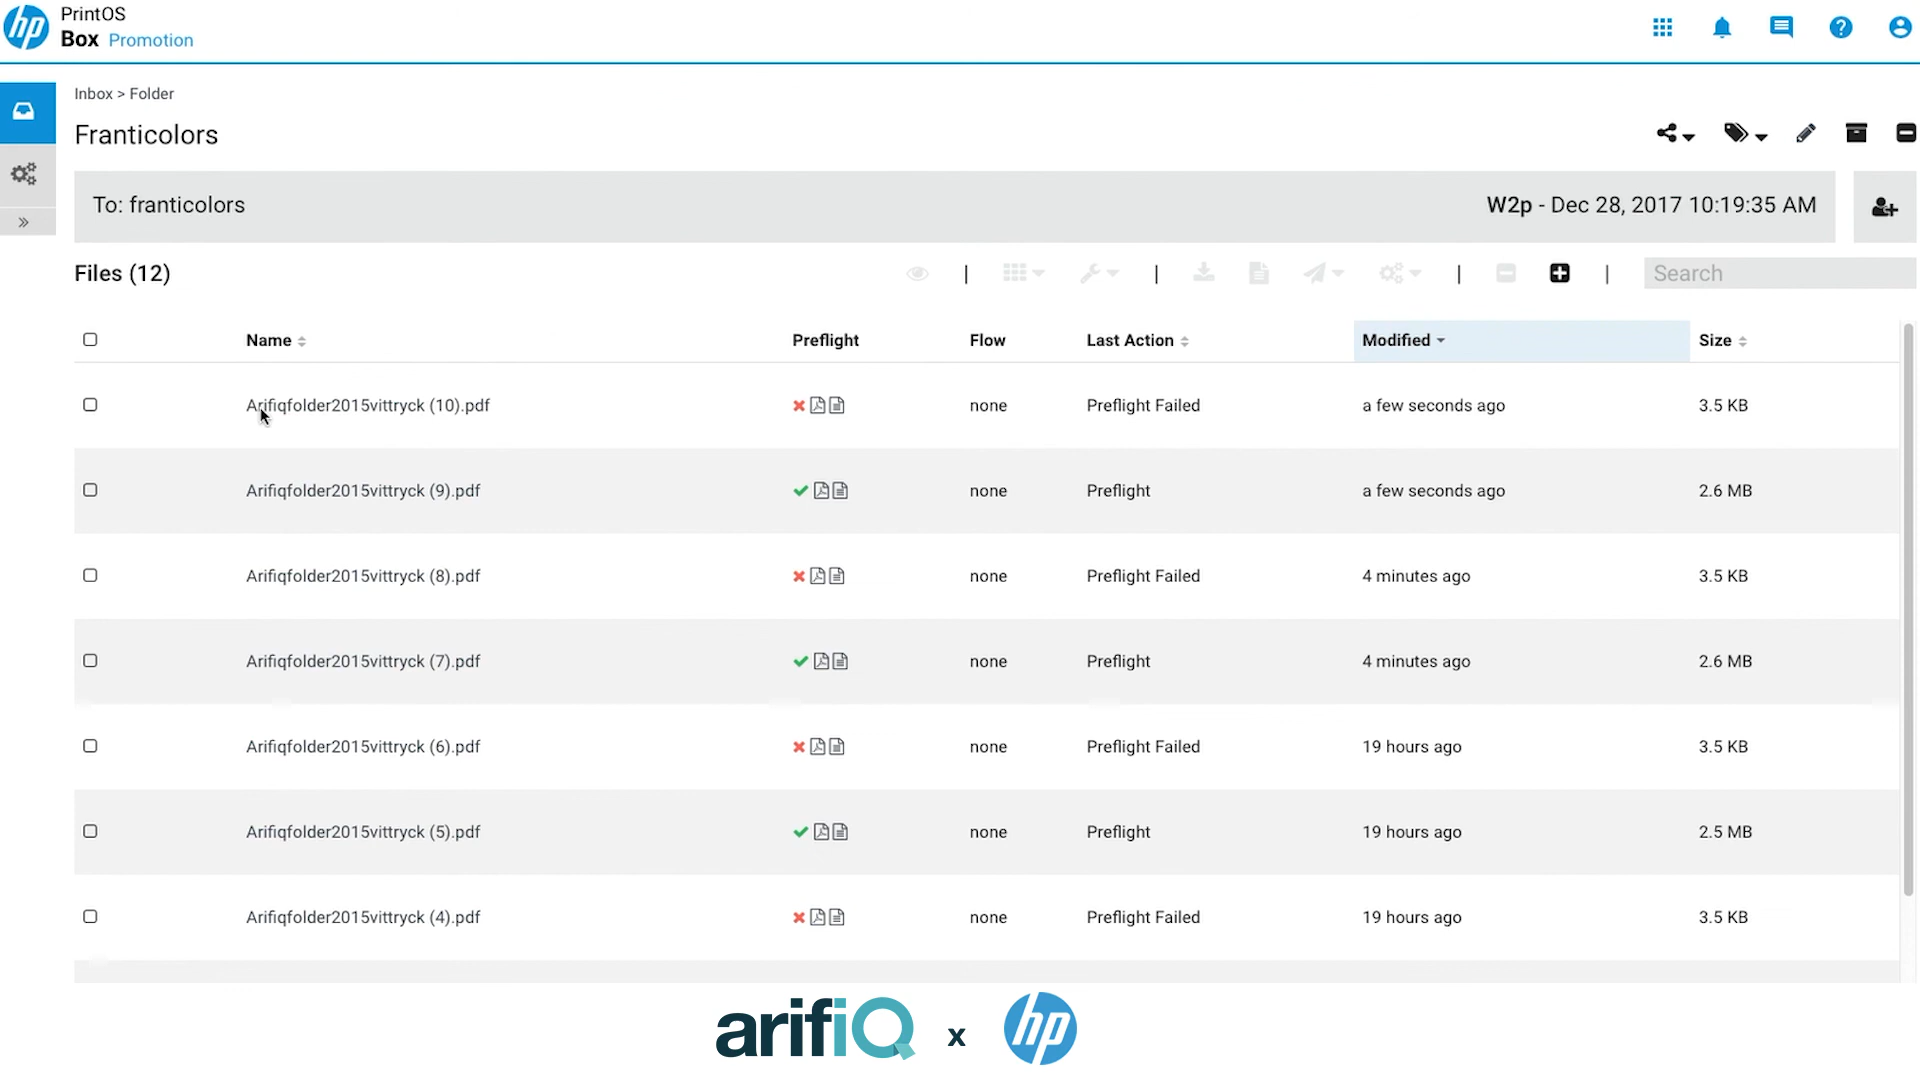 PrintOS
Box Promotion
Inbox > Folder
Franticolors
To: franticolors W2p - Dec 28, 2017 10:19:35 AM
Files (12) Search
Name Preflight Flow Last Action Modified Size
Arifiqfolder2015vittryck (10).pdf none Preflight Failed a few seconds ago 3.5 KB
Arifiqfolder2015vittryck (9).pdf none Preflight a few seconds ago 2.6 MB
Arifiqfolder2015vittryck (8).pdf none Preflight Failed 4 minutes ago 3.5 KB
Arifiqfolder2015vittryck (7).pdf none Preflight 4 minutes ago 2.6 MB
Arifiqfolder2015vittryck (6).pdf none Preflight Failed 19 hours ago 3.5 KB
Arifiqfolder2015vittryck (5).pdf none Preflight 19 hours ago 2.5 MB
Arifiqfolder2015vittryck (4).pdf none Preflight Failed 19 hours ago 3.5 KB
arifiQ x hp